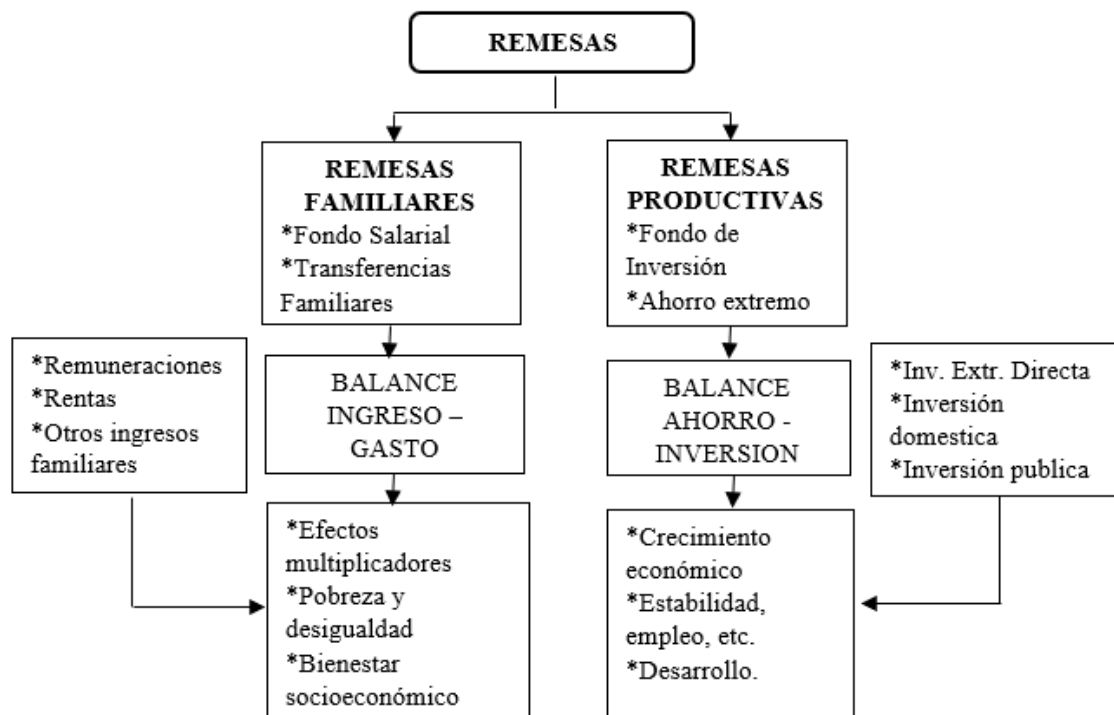 REMESAS
REMESAS
FAMILIARES
*Fondo Salarial
*Transferencias
Familiares
REMESAS
PRODUCTIVAS
*Fondo de
Inversión
*Ahorro extremo
*Remuneraciones
*Rentas
*Otros ingresos
familiares
BALANCE
INGRESO –
GASTO
BALANCE
AHORRO -
INVERSION
*Inv. Extr. Directa
*Inversión
domestica
*Inversión publica
*Efectos
multiplicadores
*Pobreza y
desigualdad
*Bienestar
socioeconómico
*Crecimiento
económico
*Estabilidad,
empleo, etc.
*Desarrollo.